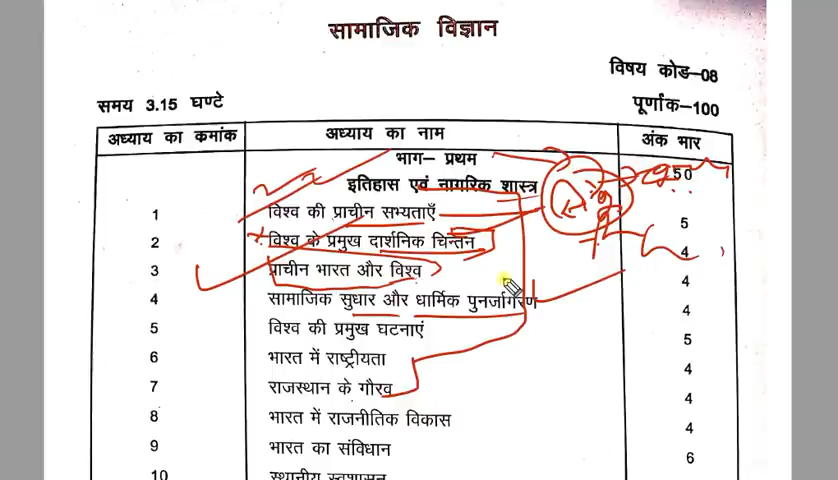 सामाजिक विज्ञान
विषय कोड–08
समय 3.15 घण्टे
पूर्णांक–100
अध्याय का कमांक अध्याय का नाम अंक भार
भाग– प्रथम
इतिहास एवं नागरिक शास्त्र 50
1 विश्व की प्राचीन सभ्यताएँ 5
2 विश्व के प्रमुख दार्शनिक चिन्तन 4
3 प्राचीन भारत और विश्व 4
4 सामाजिक सुधार और धार्मिक पुनर्जागरण 4
5 विश्व की प्रमुख घटनाएं 5
6 भारत में राष्ट्रीयता 4
7 राजस्थान के गौरव 4
8 भारत में राजनीतिक विकास 4
9 भारत का संविधान 6
10 स्थानीय स्वशासन